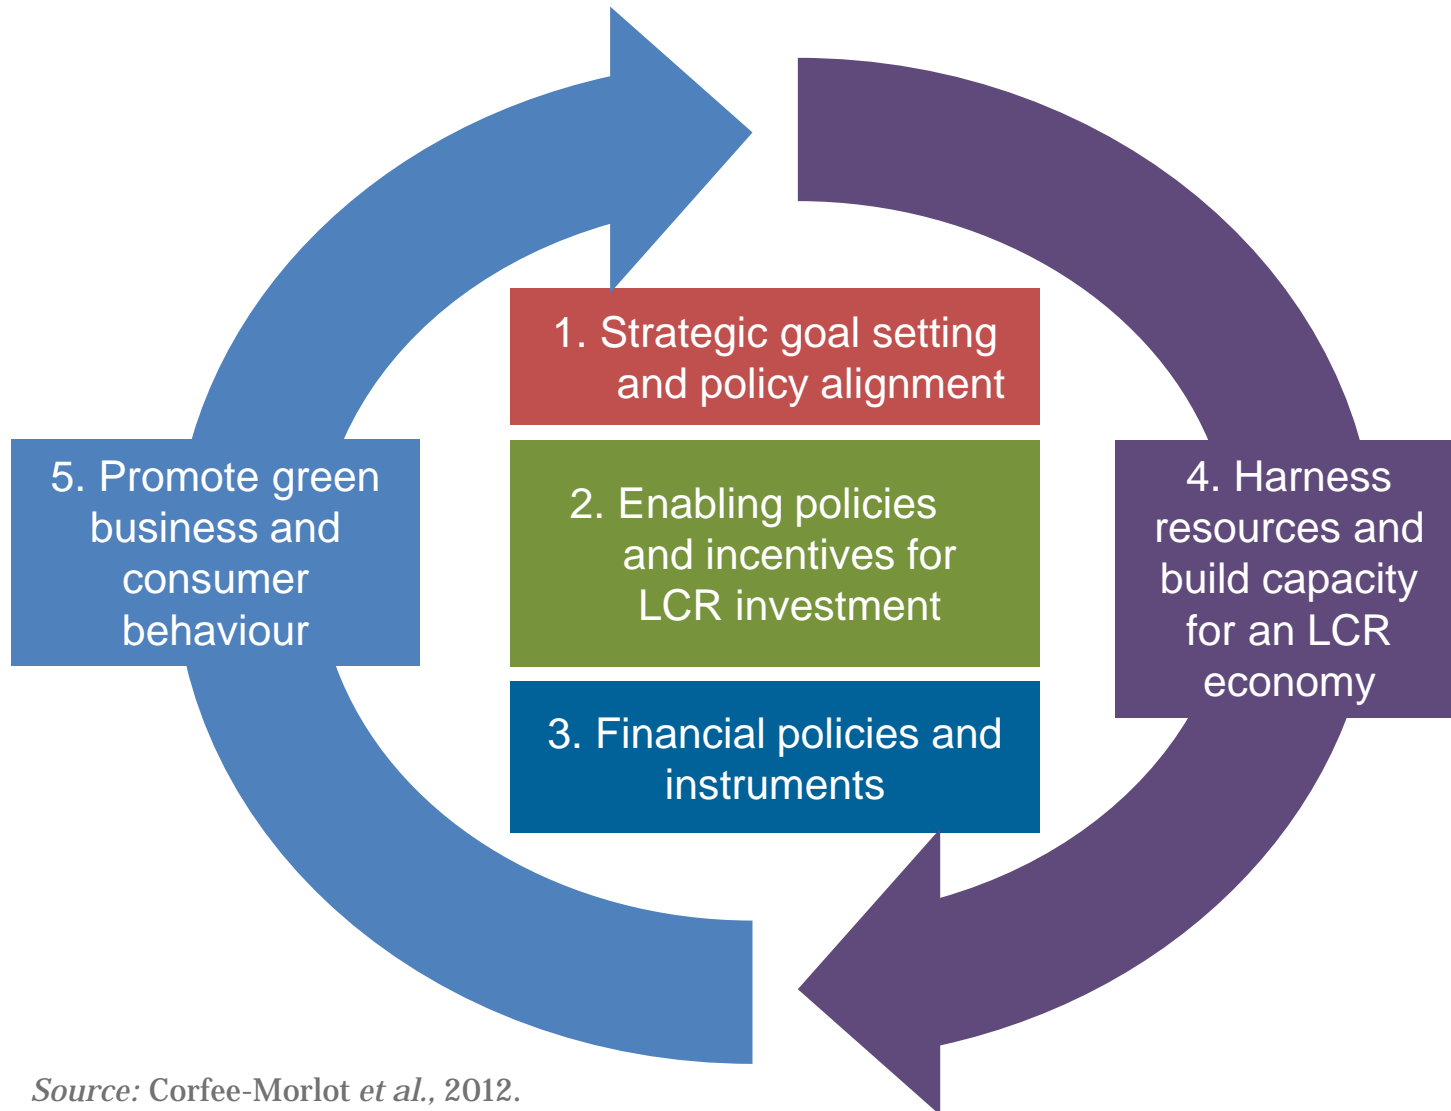 1. Strategic goal setting
and policy alignment
2. Enabling policies
and incentives for
LCR investment
3. Financial policies and
instruments
4. Harness
resources and
build capacity
for an LCR
economy
5. Promote green
business and
consumer
behaviour
Source: Corfee-Morlot et al., 2012.